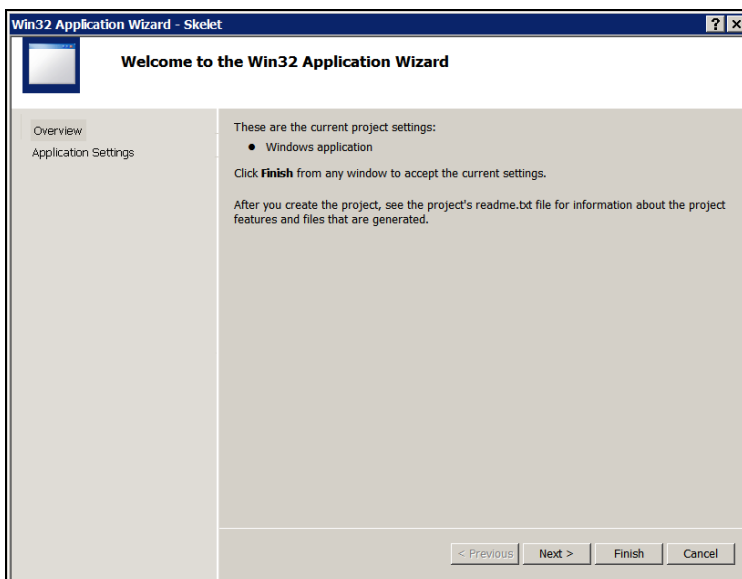 Win32 Application Wizard - Skelet
? ×
Welcome to the Win32 Application Wizard
Overview
Application Settings
These are the current project settings:
● Windows application
Click Finish from any window to accept the current settings.
After you create the project, see the project's readme.txt file for information about the project
features and files that are generated.
< Previous Next > Finish Cancel